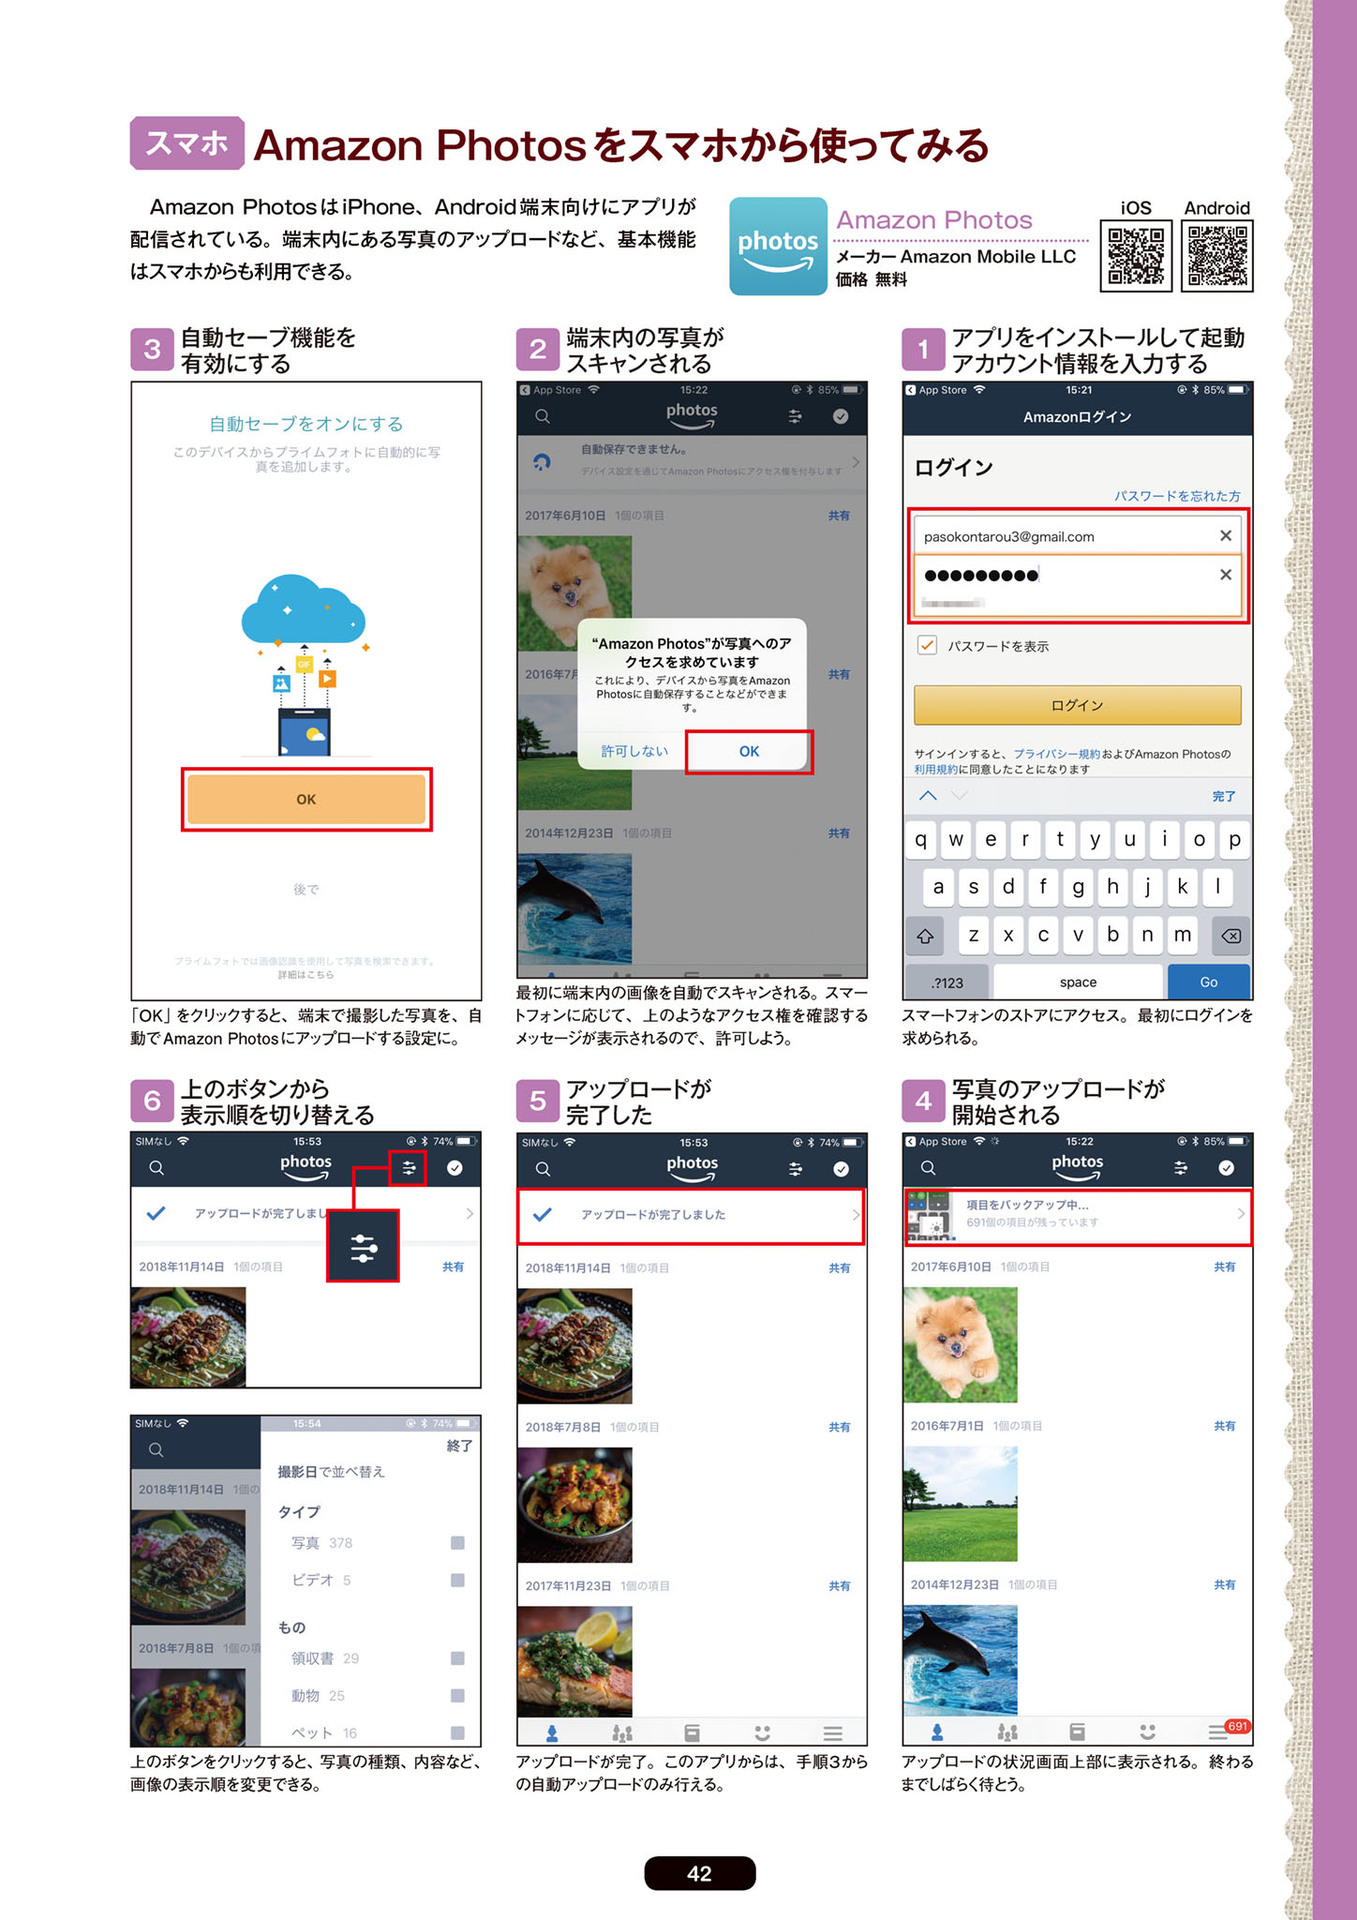 スマホ Amazon Photosをスマホから使ってみる
Amazon PhotosはiPhone、Android端末向けにアプリが
配信されている。端末内にある写真のアップロードなど、基本機能
はスマホからも利用できる。
photos
Amazon Photos
メーカー Amazon Mobile LLC
価格 無料
iOS
Android
1 アプリをインストールして起動
アカウント情報を入力する
App Store 15:21 85%
Amazonログイン
ログイン
パスワードを忘れた方
pasokontarou3@gmail.com
●●●●●●●●●
パスワードを表示
ログイン
サインインすると、プライバシー規約およびAmazon Photosの
利用規約に同意したことになります
完了
q w e r t y u i o p
a s d f g h j k l
z x c v b n m
.?123 space Go
スマートフォンのストアにアクセス。最初にログインを
求められる。
2 端末内の写真が
スキャンされる
App Store 15:22 85%
photos
自動保存できません。
デバイス設定を通じてAmazon Photosにアクセス権を付与します
2017年6月10日 1個の項目 共有
“Amazon Photos”が写真へのア
クセスを求めています
これにより、デバイスから写真をAmazon
Photosに自動保存することなどができま
す。
許可しない OK
2016年7月 共有
2014年12月23日 1個の項目 共有
最初に端末内の画像を自動でスキャンされる。スマー
トフォンに応じて、上のようなアクセス権を確認する
メッセージが表示されるので、許可しよう。
3 自動セーブ機能を
有効にする
自動セーブをオンにする
このデバイスからプライムフォトに自動的に写
真を追加します。
GIF
OK
後で
プライムフォトでは画像認識を使用して写真を検索できます。
詳細はこちら
「OK」をクリックすると、端末で撮影した写真を、自
動でAmazon Photosにアップロードする設定に。
4 写真のアップロードが
開始される
App Store 15:22 85%
photos
項目をバックアップ中...
691個の項目が残っています
2017年6月10日 1個の項目 共有
2016年7月1日 1個の項目 共有
2014年12月23日 1個の項目 共有
691
アップロードの状況画面上部に表示される。終わる
までしばらく待とう。
5 アップロードが
完了した
SIMなし 15:53 74%
photos
アップロードが完了しました
2018年11月14日 1個の項目 共有
2018年7月8日 1個の項目 共有
2017年11月23日 1個の項目 共有
アップロードが完了。このアプリからは、手順3から
の自動アップロードのみ行える。
6 上のボタンから
表示順を切り替える
SIMなし 15:53 74%
photos
アップロードが完了しまし
2018年11月14日 1個の項目 共有
SIMなし 15:54 74%
終了
撮影日で並べ替え
2018年11月14日 1個の
タイプ
写真 378
ビデオ 5
もの
2018年7月8日 1個の項
領収書 29
動物 25
ペット 16
上のボタンをクリックすると、写真の種類、内容など、
画像の表示順を変更できる。
42